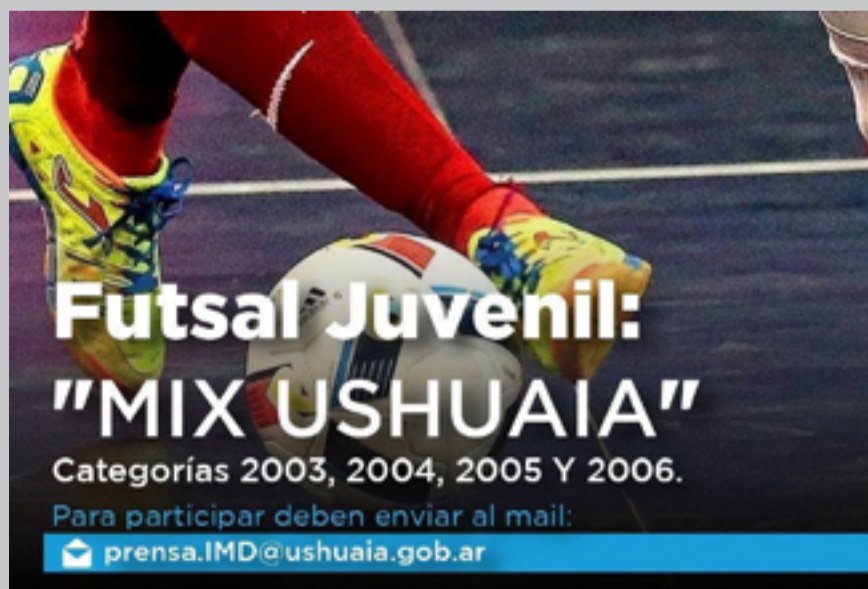 Futsal Juvenil:
"MIX USHUAIA"
Categorías 2003, 2004, 2005 Y 2006.
Para participar deben enviar al mail:
prensa.IMD@ushuaia.gob.ar